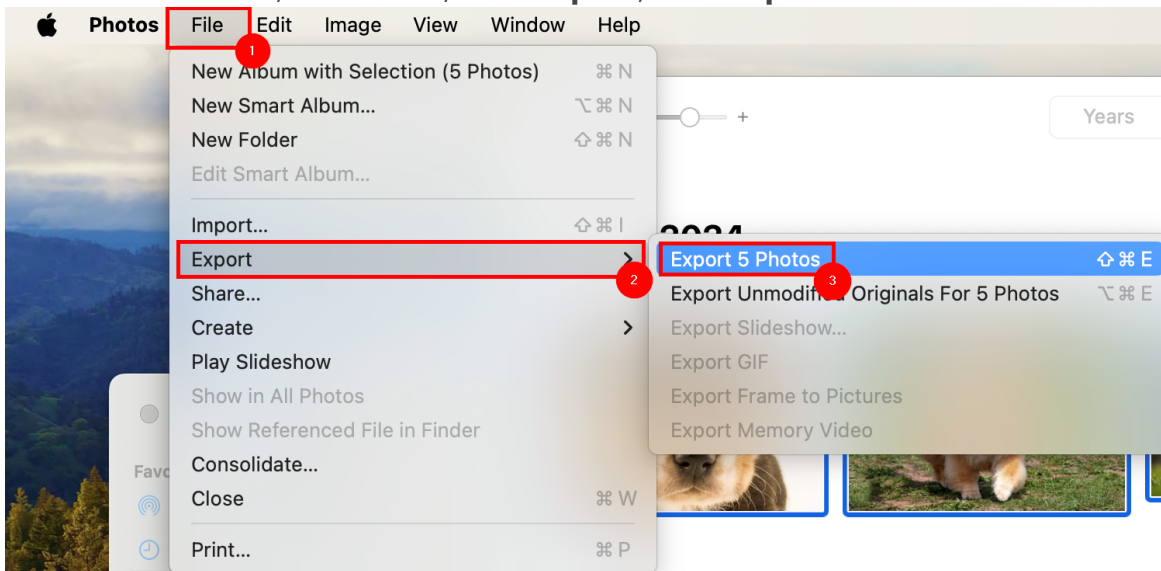 Photos File Edit Image View Window Help
1
New Album with Selection (5 Photos) ⌘ N
New Smart Album... ⌥ ⌘ N
New Folder ⇧ ⌘ N
Edit Smart Album...
+ Years
Import... ⇧ ⌘ I
2024
Export >
2
Export 5 Photos ⇧ ⌘ E
3
Share...
Export Unmodified Originals For 5 Photos ⌥ ⌘ E
Create >
Export Slideshow...
Play Slideshow
Export GIF
Show in All Photos
Export Frame to Pictures
Show Referenced File in Finder
Export Memory Video
Consolidate...
Favo
Close ⌘ W
Print... ⌘ P